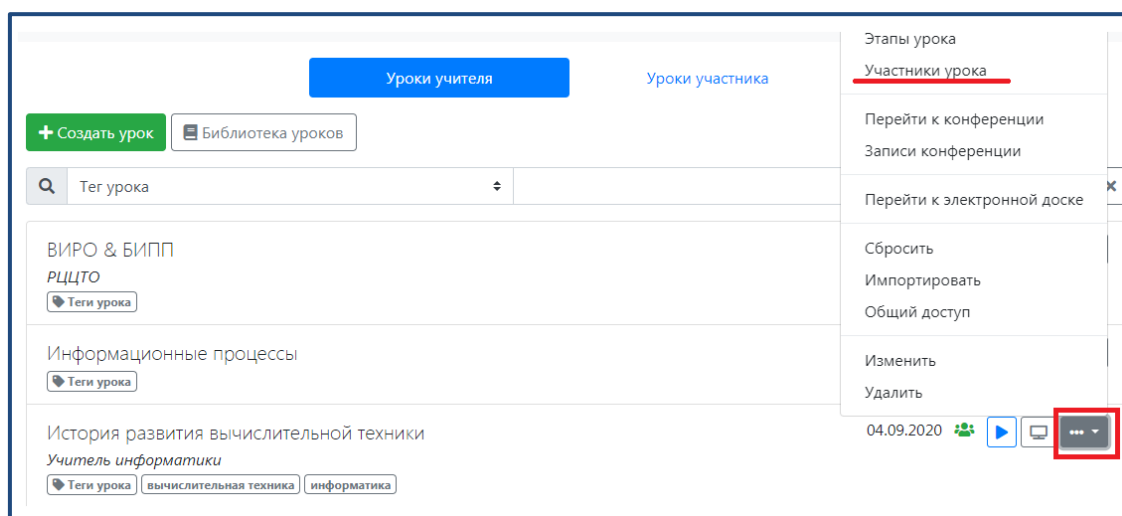 Уроки учителя
Уроки участника
Создать урок
Библиотека уроков
Тег урока
ВИРО & БИПП
РЦЦТО
Теги урока
Информационные процессы
Теги урока
История развития вычислительной техники
Учитель информатики
Теги урока вычислительная техника информатика
04.09.2020
Этапы урока
Участники урока
Перейти к конференции
Записи конференции
Перейти к электронной доске
Сбросить
Импортировать
Общий доступ
Изменить
Удалить